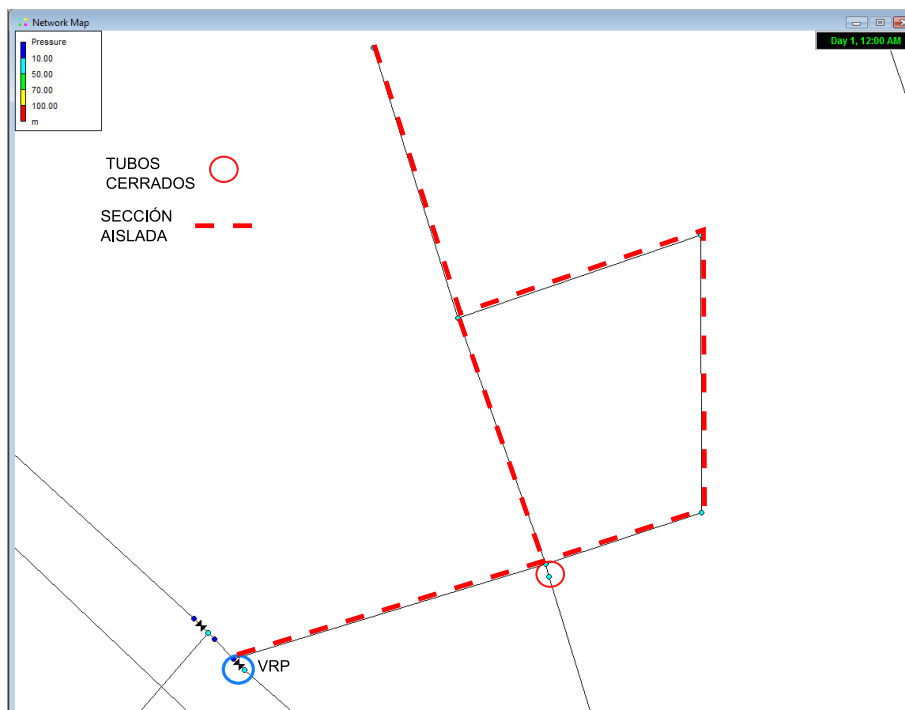 Network Map
Day 1, 12:00 AM
Pressure
10.00
50.00
70.00
100.00
m
TUBOS
CERRADOS
SECCIÓN
AISLADA
VRP